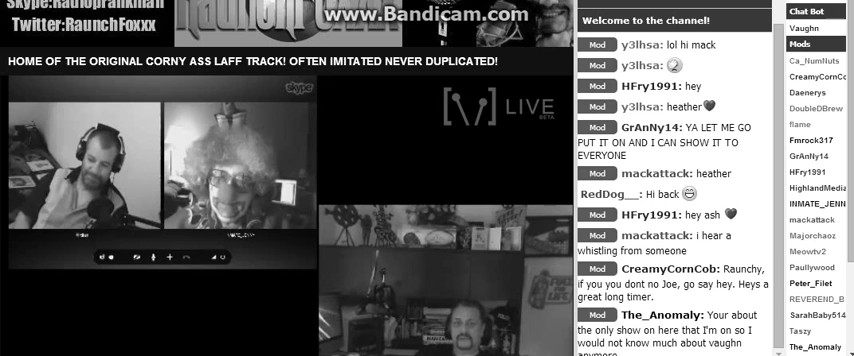 Skype:Radioprankman
Twitter:RaunchFoxxx
www.Bandicam.com
HOME OF THE ORIGINAL CORNY ASS LAFF TRACK! OFTEN IMITATED NEVER DUPLICATED!
skype
LIVE
BETA
Welcome to the channel!
Mod y3lhsa: lol hi mack
Mod y3lhsa:
Mod HFry1991: hey
Mod y3lhsa: heather
Mod GrAnNy14: YA LET ME GO
PUT IT ON AND I CAN SHOW IT TO
EVERYONE
Mod mackattack: heather
RedDog__: Hi back
Mod HFry1991: hey ash
Mod mackattack: i hear a
whistling from someone
Mod CreamyCornCob: Raunchy,
if you you dont no Joe, go say hey. Heys a
great long timer.
Mod The_Anomaly: Your about
the only show on here that I'm on so I
would not know much about vaughn
anymore
Chat Bot
Vaughn
Mods
Ca_NumNuts
CreamyCornCo
Daenerys
DoubleDBrew
flame
Fmrock317
GrAnNy14
HFry1991
HighlandMedia
INMATE_JENN
mackattack
Majorchaoz
Meowtv2
Paullywood
Peter_Filet
REVEREND_B
SarahBaby514
Taszy
The_Anomaly